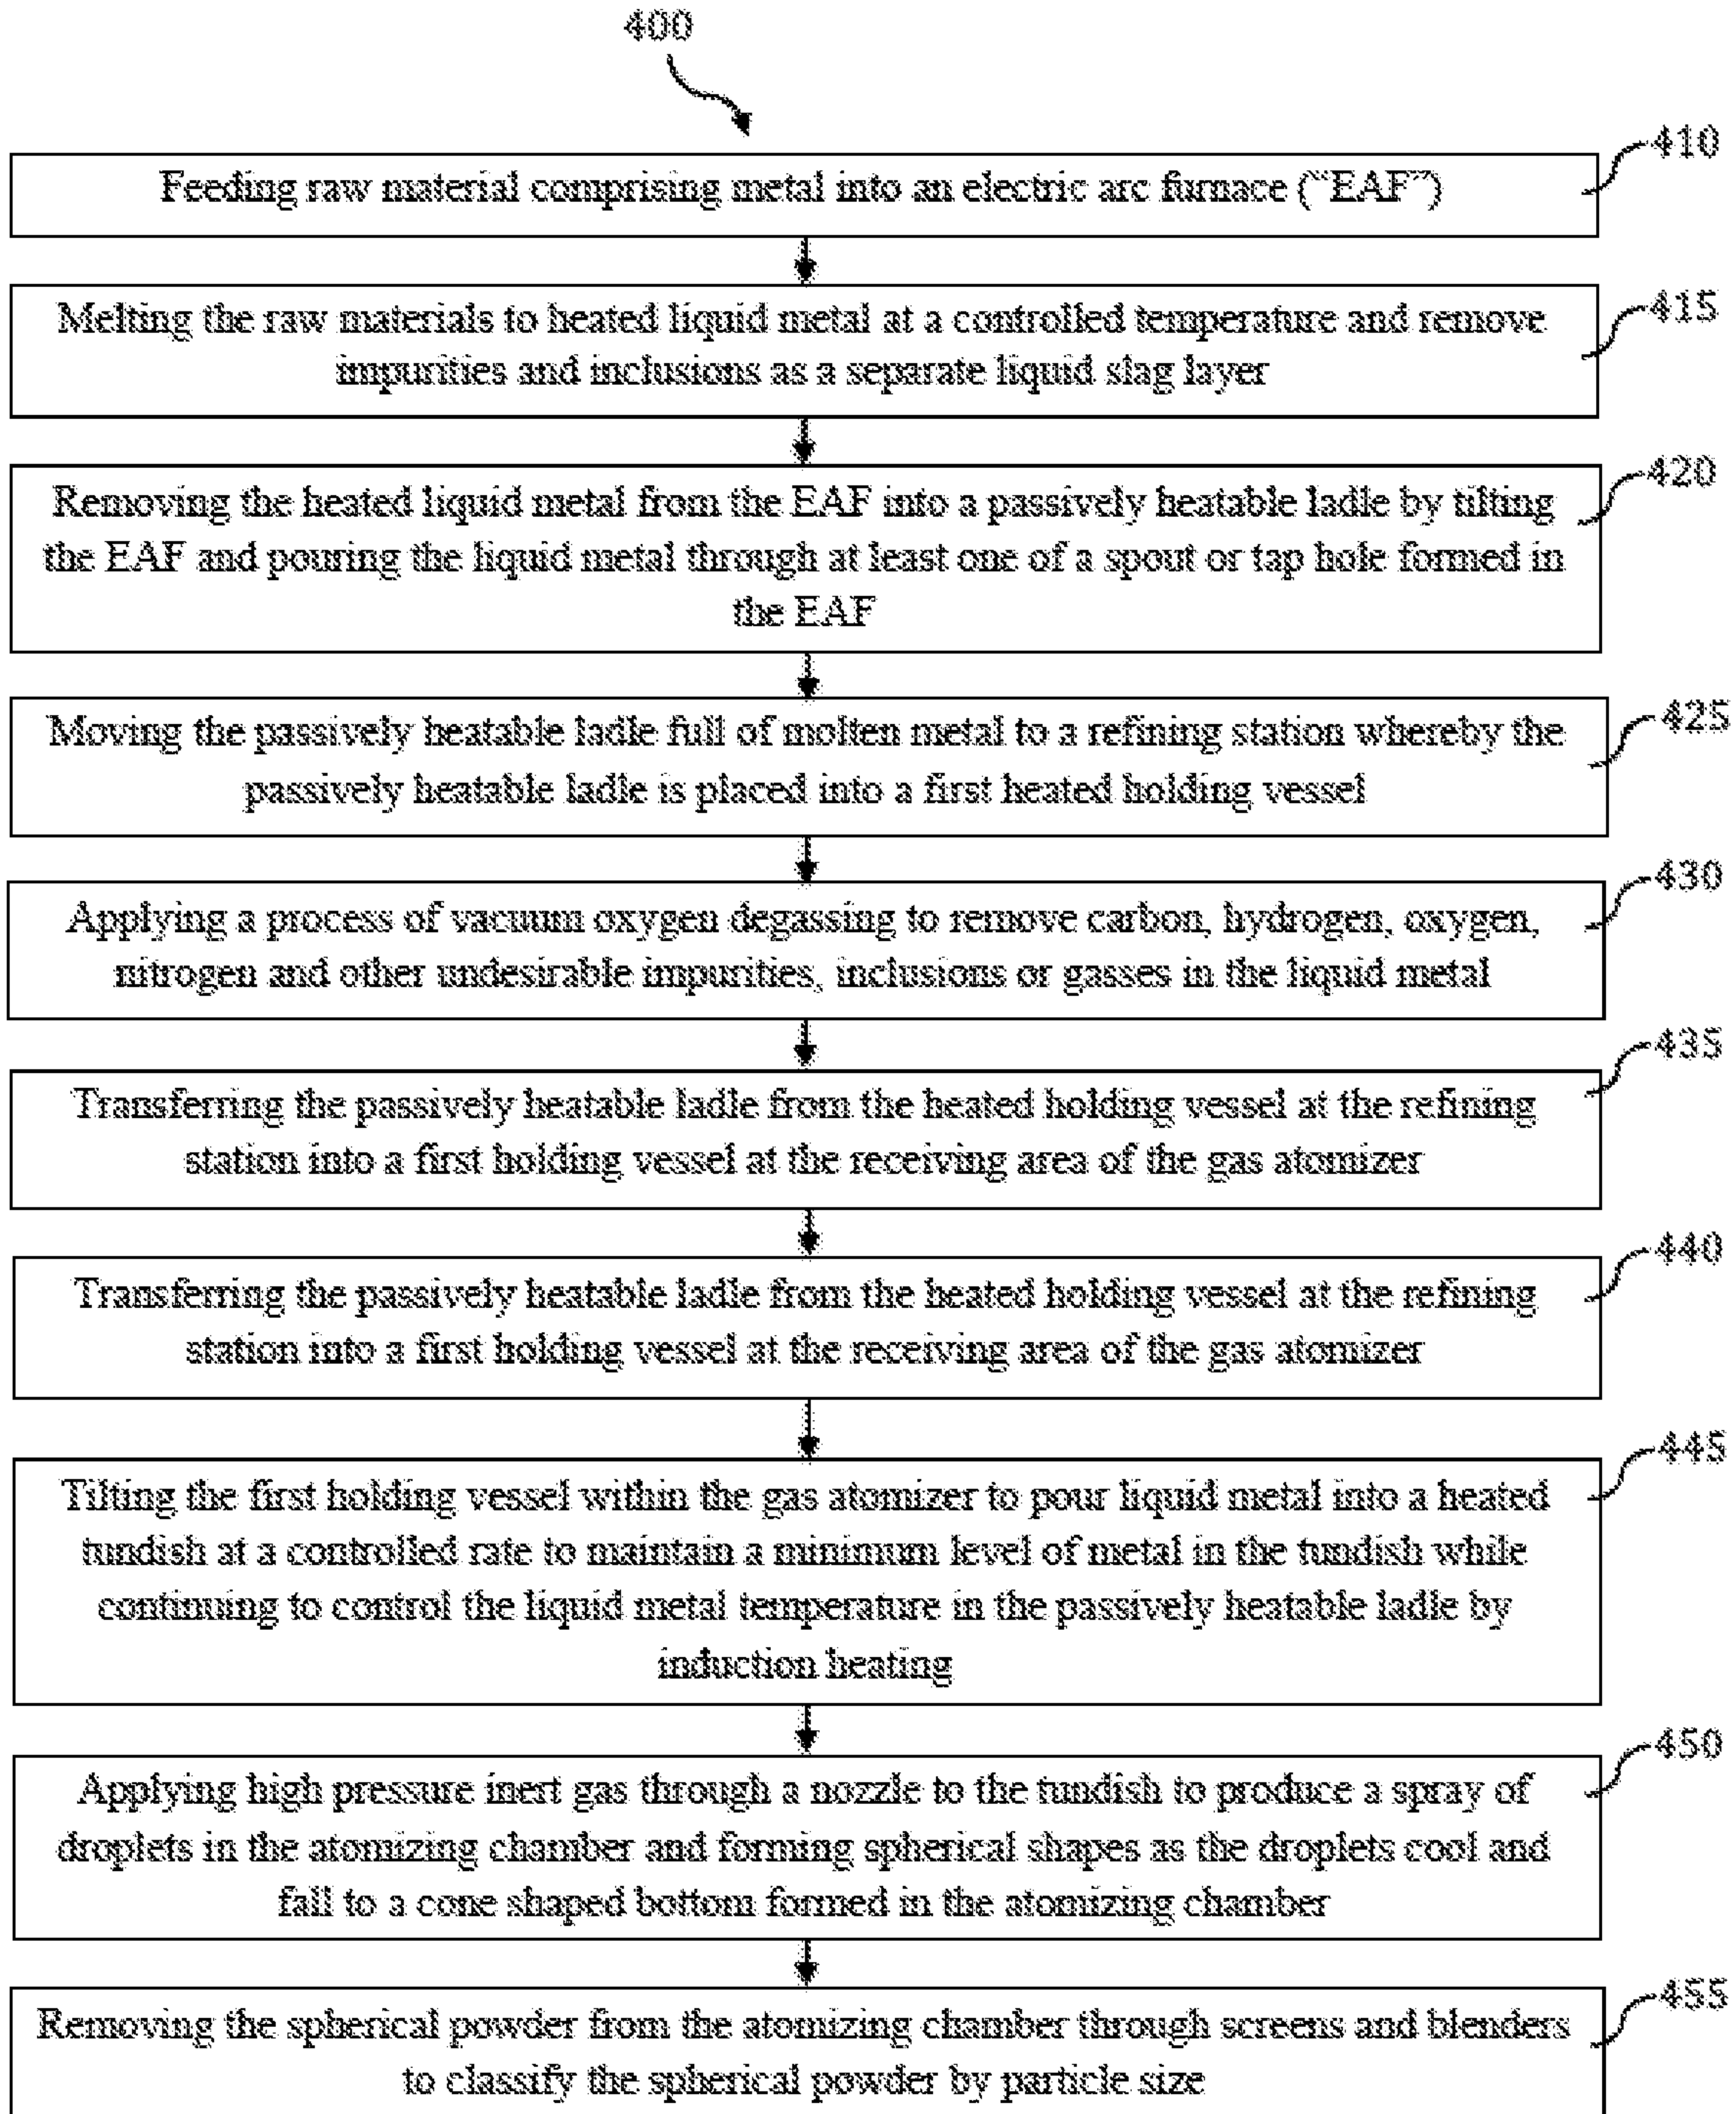 400
410
Feeding raw material comprising metal into an electric arc furnace (“EAF”)
415
Melting the raw materials to heated liquid metal at a controlled temperature and remove
impurities and inclusions as a separate liquid slag layer
420
Removing the heated liquid metal from the EAF into a passively heatable ladle by tilting
the EAF and pouring the liquid metal through at least one of a spout or tap hole formed in
the EAF
425
Moving the passively heatable ladle full of molten metal to a refining station whereby the
passively heatable ladle is placed into a first heated holding vessel
430
Applying a process of vacuum oxygen degassing to remove carbon, hydrogen, oxygen,
nitrogen and other undesirable impurities, inclusions or gasses in the liquid metal
435
Transferring the passively heatable ladle from the heated holding vessel at the refining
station into a first holding vessel at the receiving area of the gas atomizer
440
Transferring the passively heatable ladle from the heated holding vessel at the refining
station into a first holding vessel at the receiving area of the gas atomizer
445
Tilting the first holding vessel within the gas atomizer to pour liquid metal into a heated
tundish at a controlled rate to maintain a minimum level of metal in the tundish while
continuing to control the liquid metal temperature in the passively heatable ladle by
induction heating
450
Applying high pressure inert gas through a nozzle to the tundish to produce a spray of
droplets in the atomizing chamber and forming spherical shapes as the droplets cool and
fall to a cone shaped bottom formed in the atomizing chamber
455
Removing the spherical powder from the atomizing chamber through screens and blenders
to classify the spherical powder by particle size